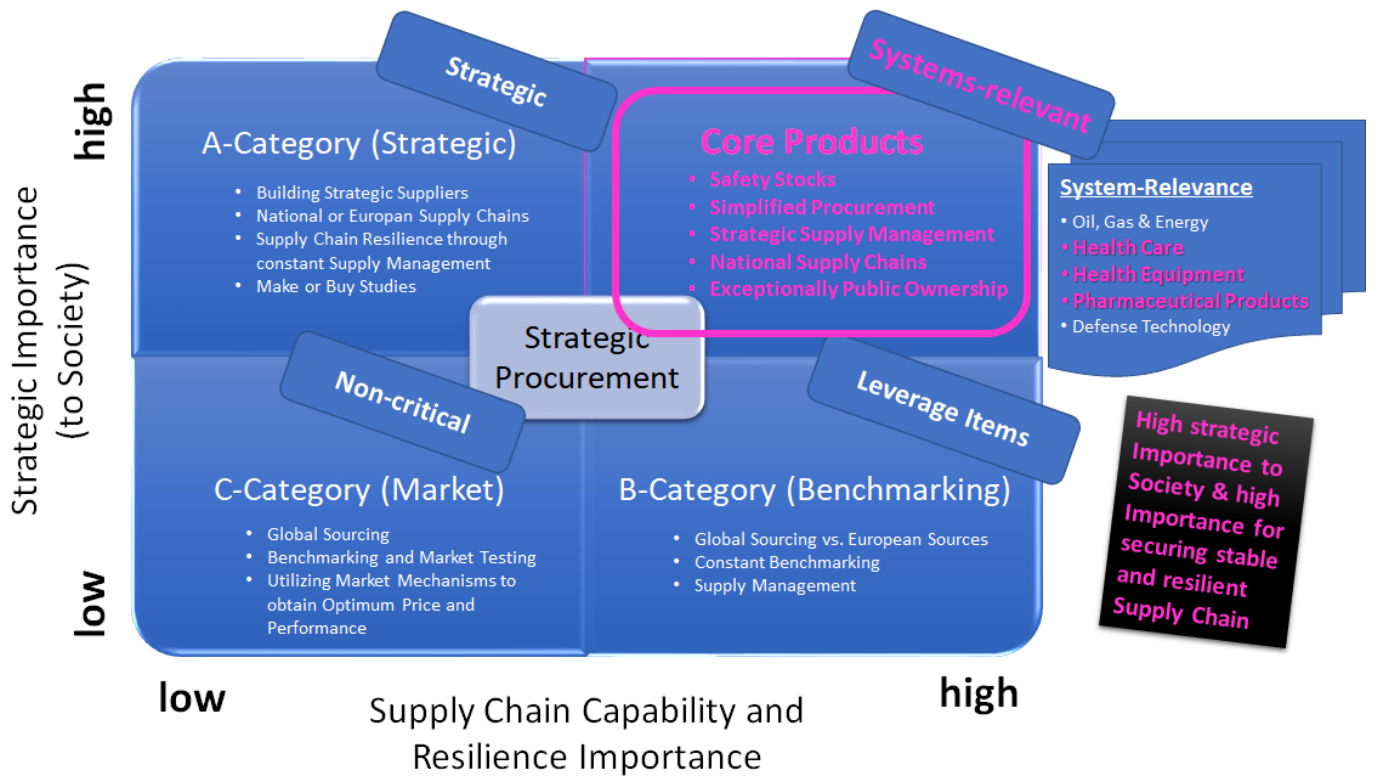 Strategic
Systems-relevant
high
A-Category (Strategic)
• Building Strategic Suppliers
• National or Europan Supply Chains
• Supply Chain Resilience through
constant Supply Management
• Make or Buy Studies
Core Products
• Safety Stocks
• Simplified Procurement
• Strategic Supply Management
• National Supply Chains
• Exceptionally Public Ownership
System-Relevance
• Oil, Gas & Energy
• Health Care
• Health Equipment
• Pharmaceutical Products
• Defense Technology
Strategic Importance
(to Society)
Strategic
Procurement
Non-critical
Leverage Items
C-Category (Market)
• Global Sourcing
• Benchmarking and Market Testing
• Utilizing Market Mechanisms to
obtain Optimum Price and
Performance
B-Category (Benchmarking)
• Global Sourcing vs. European Sources
• Constant Benchmarking
• Supply Management
High strategic
Importance to
Society & high
Importance for
securing stable
and resilient
Supply Chain
low
low
high
Supply Chain Capability and
Resilience Importance